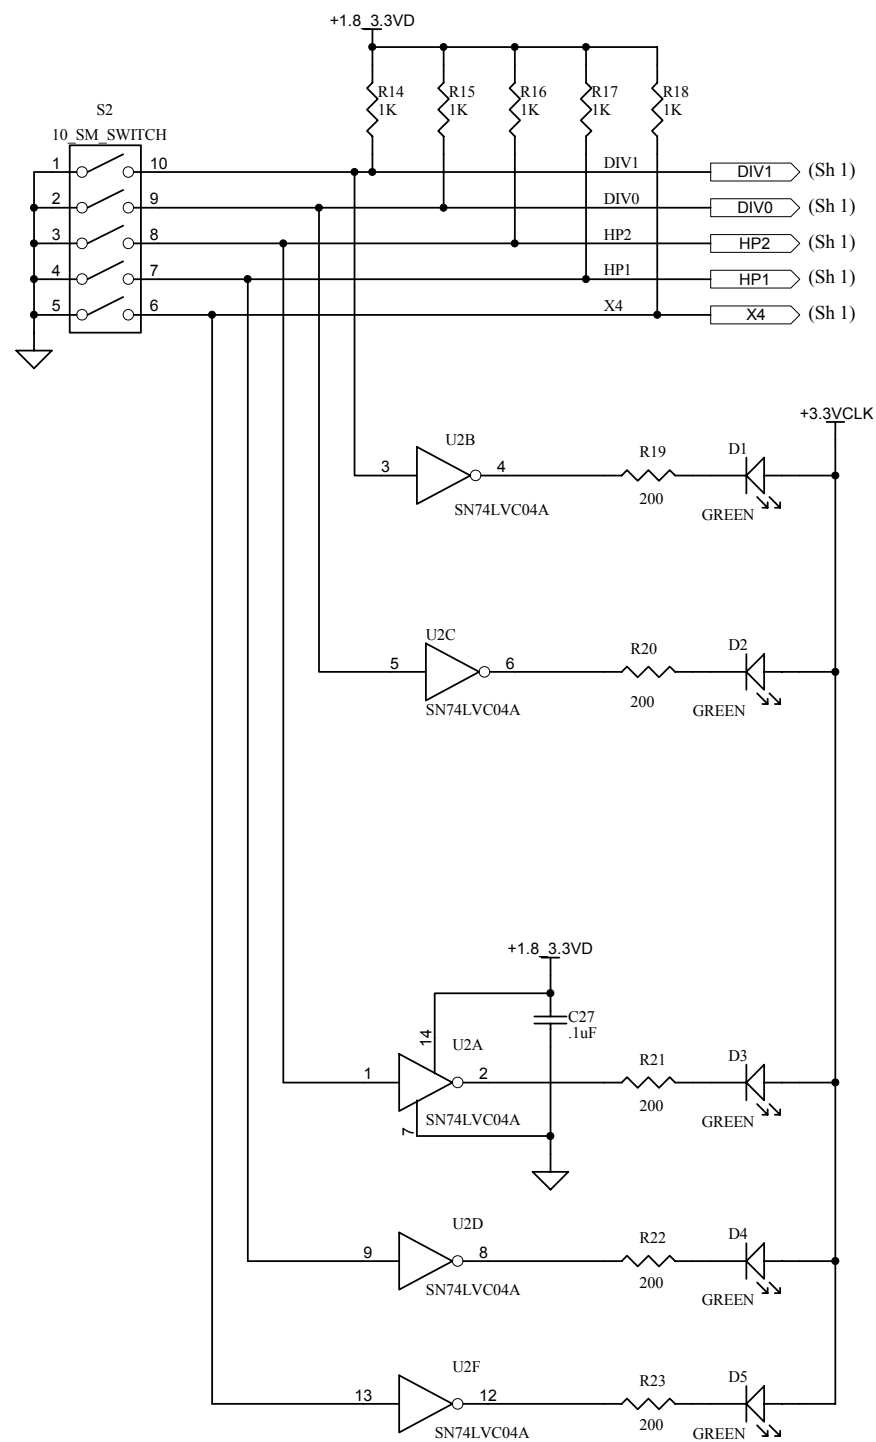 +1.8_3.3VD
R14 R15 R16 R17 R18
1K 1K 1K 1K 1K
S2
10_SM_SWITCH
1 10 DIV1 DIV1 (Sh 1)
2 9 DIV0 DIV0 (Sh 1)
3 8 HP2 HP2 (Sh 1)
4 7 HP1 HP1 (Sh 1)
5 6 X4 X4 (Sh 1)
+3.3VCLK
U2B R19 D1
3 4
SN74LVC04A 200 GREEN
U2C R20 D2
5 6
SN74LVC04A 200 GREEN
+1.8_3.3VD
C27
.1uF
14
U2A R21 D3
1 2
SN74LVC04A 200 GREEN
7
U2D R22 D4
9 8
SN74LVC04A 200 GREEN
U2F R23 D5
13 12
SN74LVC04A 200 GREEN